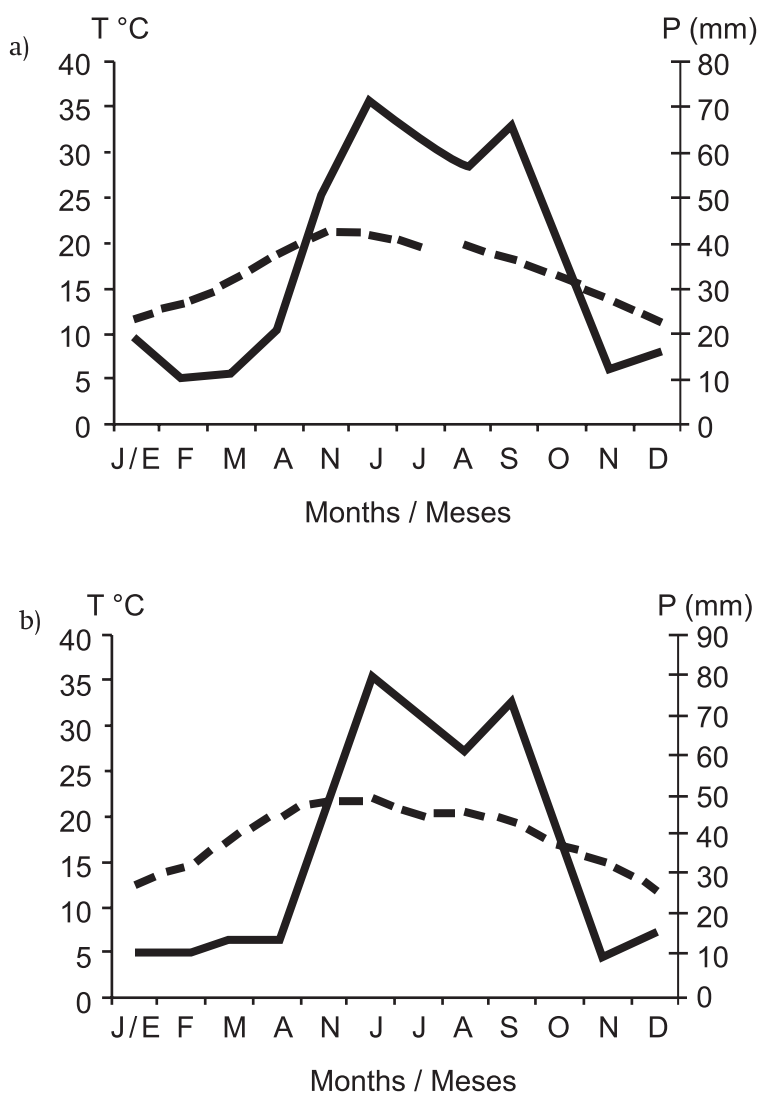 a)
T °C P (mm)
40 80
35 70
30 60
25 50
20 40
15 30
10 20
5 10
0 0
J/E F M A N J J A S O N D
Months / Meses
b)
T °C P (mm)
40 90
35 80
30 70
25 60
20 50
15 40
10 30
5 20
0 10
0
J/E F M A N J J A S O N D
Months / Meses